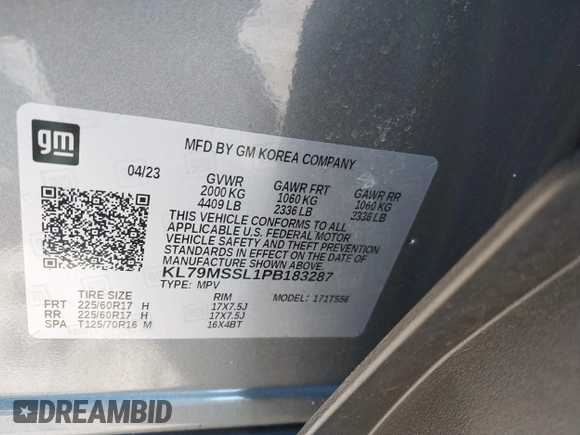 gm
MFD BY GM KOREA COMPANY
04/23
GVWR GAWR FRT GAWR RR
2000 KG 1060 KG 1060 KG
4409 LB 2336 LB 2336 LB
THIS VEHICLE CONFORMS TO ALL
APPLICABLE U.S. FEDERAL MOTOR
VEHICLE SAFETY AND THEFT PREVENTION
STANDARDS IN EFFECT ON THE DATE OF
MANUFACTURE SHOWN ABOVE.
KL79MSSL1PB183287
TYPE: MPV MODEL: 1TS56
TIRE SIZE RIM
FRT 225/60R17 H 17X7.5J
RR 225/60R17 H 17X7.5J
SPA T125/70R16 M 16X4BT
DREAMBID